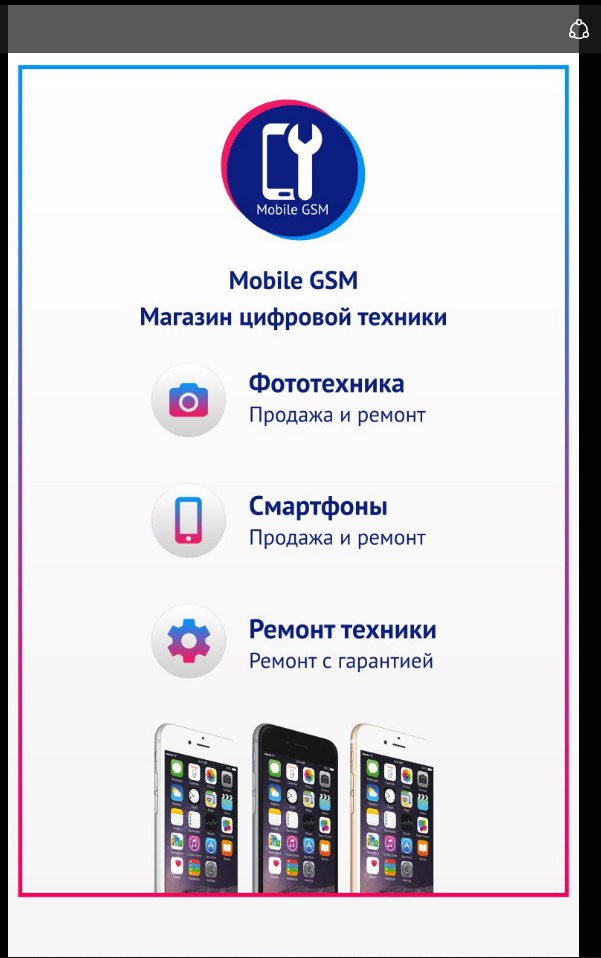 Mobile GSM
Mobile GSM
Магазин цифровой техники
Фототехника
Продажа и ремонт
Смартфоны
Продажа и ремонт
Ремонт техники
Ремонт с гарантией